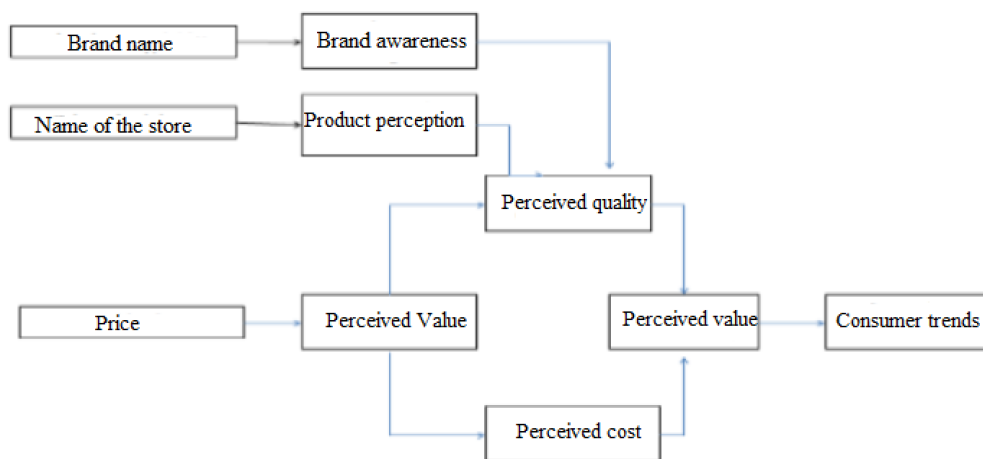 Brand name
Brand awareness
Name of the store
Product perception
Perceived quality
Price
Perceived Value
Perceived value
Consumer trends
Perceived cost